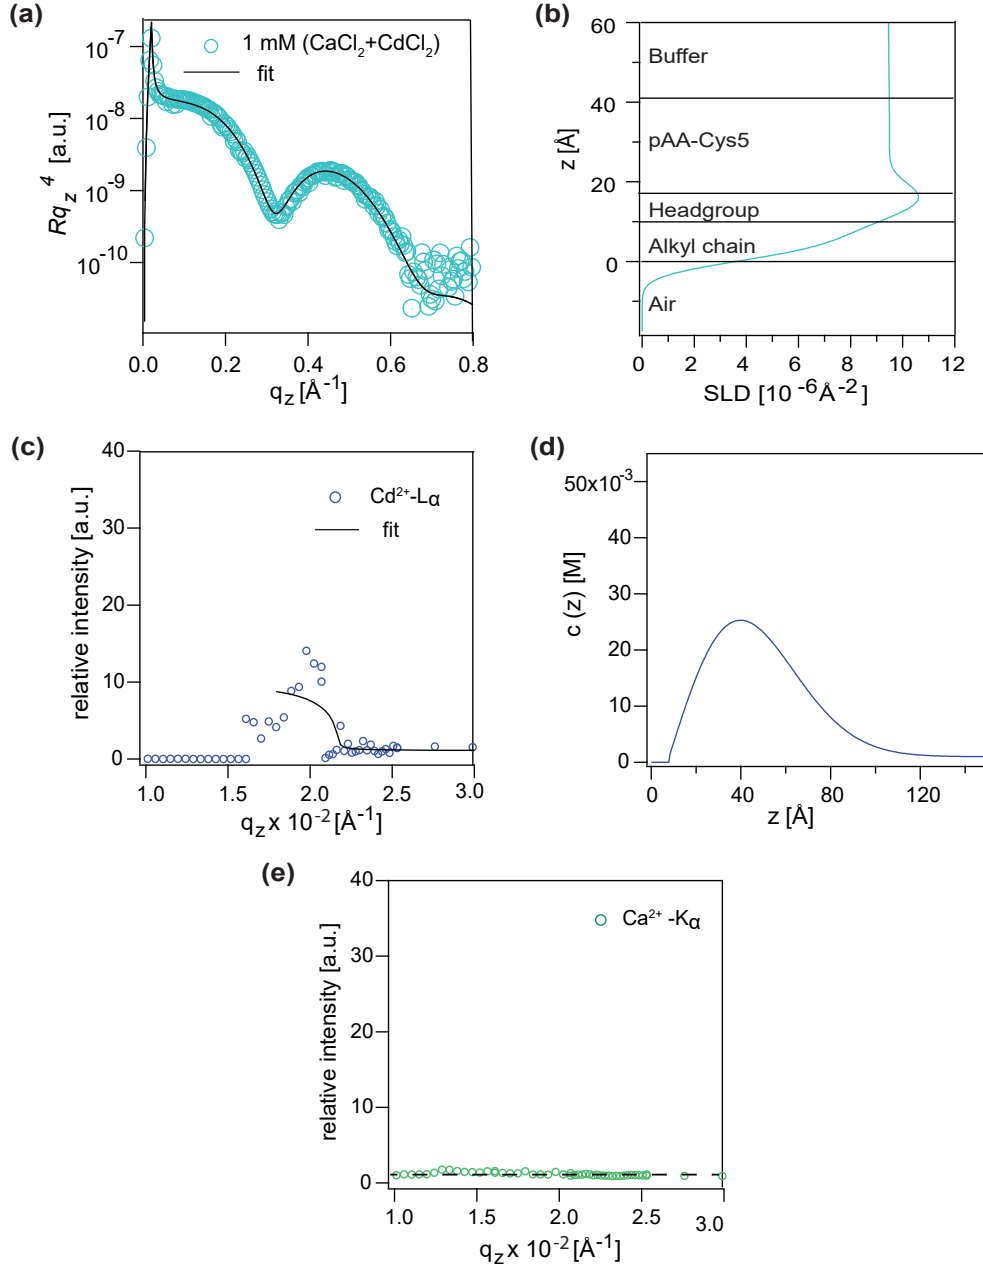 (a)
10⁻⁷
10⁻⁸
10⁻⁹
10⁻¹⁰
Rq_z⁴ [a.u.]
1 mM (CaCl₂+CdCl₂)
fit
0.0 0.2 0.4 0.6 0.8
q_z [Å⁻¹]
(b)
60
40
20
0
z [Å]
Buffer
pAA-Cys5
Headgroup
Alkyl chain
Air
0 2 4 6 8 10 12
SLD [10⁻⁶Å⁻²]
(c)
40
30
20
10
0
relative intensity [a.u.]
Cd²⁺-Lα
fit
1.0 1.5 2.0 2.5 3.0
q_z x 10⁻² [Å⁻¹]
(d)
50x10⁻³
40
30
20
10
0
c (z) [M]
0 40 80 120
z [Å]
(e)
40
30
20
10
0
relative intensity [a.u.]
Ca²⁺ -Kα
1.0 1.5 2.0 2.5 3.0
q_z x 10⁻² [Å⁻¹]